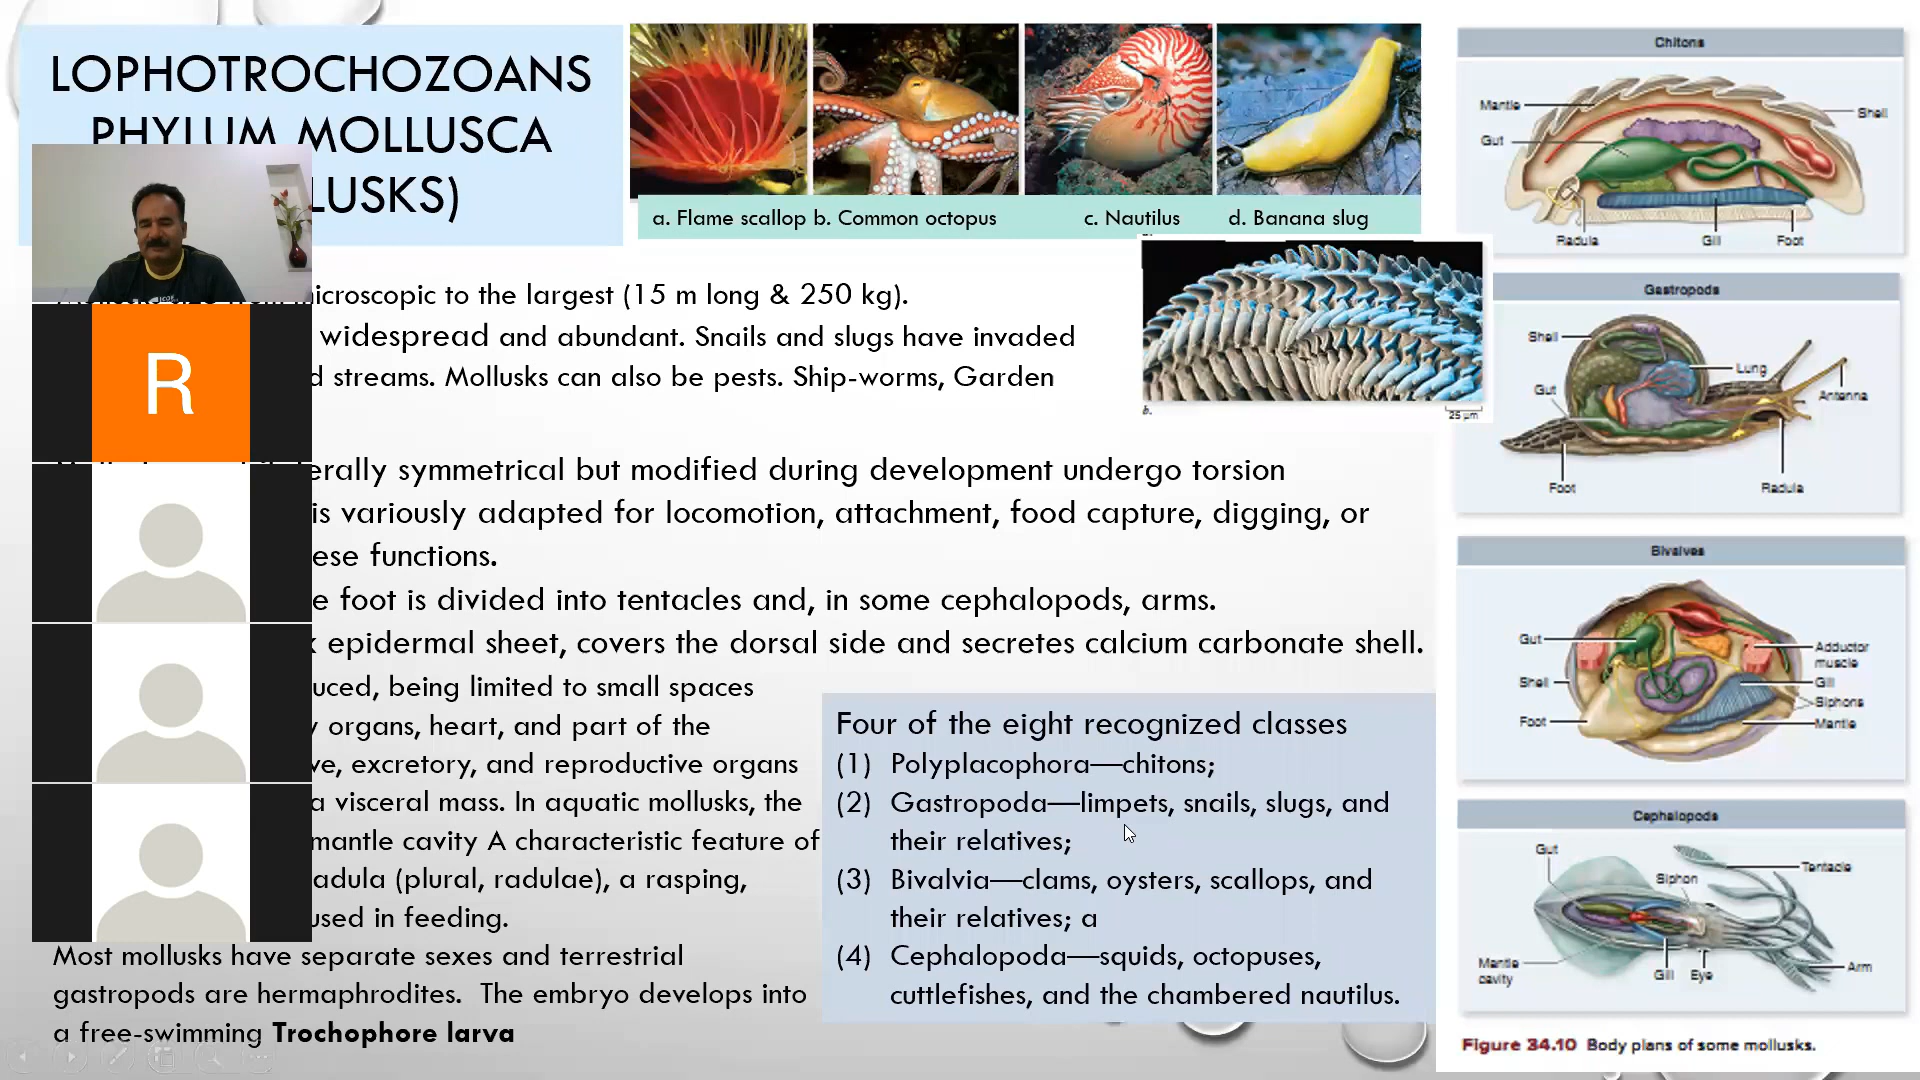 LOPHOTROCHOZOANS
PHYLUM MOLLUSCA
LUSKS)
a. Flame scallop b. Common octopus c. Nautilus d. Banana slug
microscopic to the largest (15 m long & 250 kg).
widespread and abundant. Snails and slugs have invaded
d streams. Mollusks can also be pests. Ship-worms, Garden
R
erally symmetrical but modified during development undergo torsion
is variously adapted for locomotion, attachment, food capture, digging, or
ese functions.
e foot is divided into tentacles and, in some cephalopods, arms.
k epidermal sheet, covers the dorsal side and secretes calcium carbonate shell.
uced, being limited to small spaces
y organs, heart, and part of the
ve, excretory, and reproductive organs
a visceral mass. In aquatic mollusks, the
mantle cavity A characteristic feature of
adula (plural, radulae), a rasping,
used in feeding.
Most mollusks have separate sexes and terrestrial
gastropods are hermaphrodites. The embryo develops into
a free-swimming Trochophore larva
Four of the eight recognized classes
(1) Polyplacophora—chitons;
(2) Gastropoda—limpets, snails, slugs, and
their relatives;
(3) Bivalvia—clams, oysters, scallops, and
their relatives; a
(4) Cephalopoda—squids, octopuses,
cuttlefishes, and the chambered nautilus.
b.
25 µm
Chitons
Mantle
Shell
Gut
Radula
Gill
Foot
Gastropods
Shell
Lung
Gut
Antenna
Foot
Radula
Bivalves
Gut
Adductor
muscle
Shell
Gill
Siphons
Foot
Mantle
Cephalopods
Gut
Tentacle
Siphon
Mantle
cavity
Gill
Eye
Arm
Figure 34.10 Body plans of some mollusks.